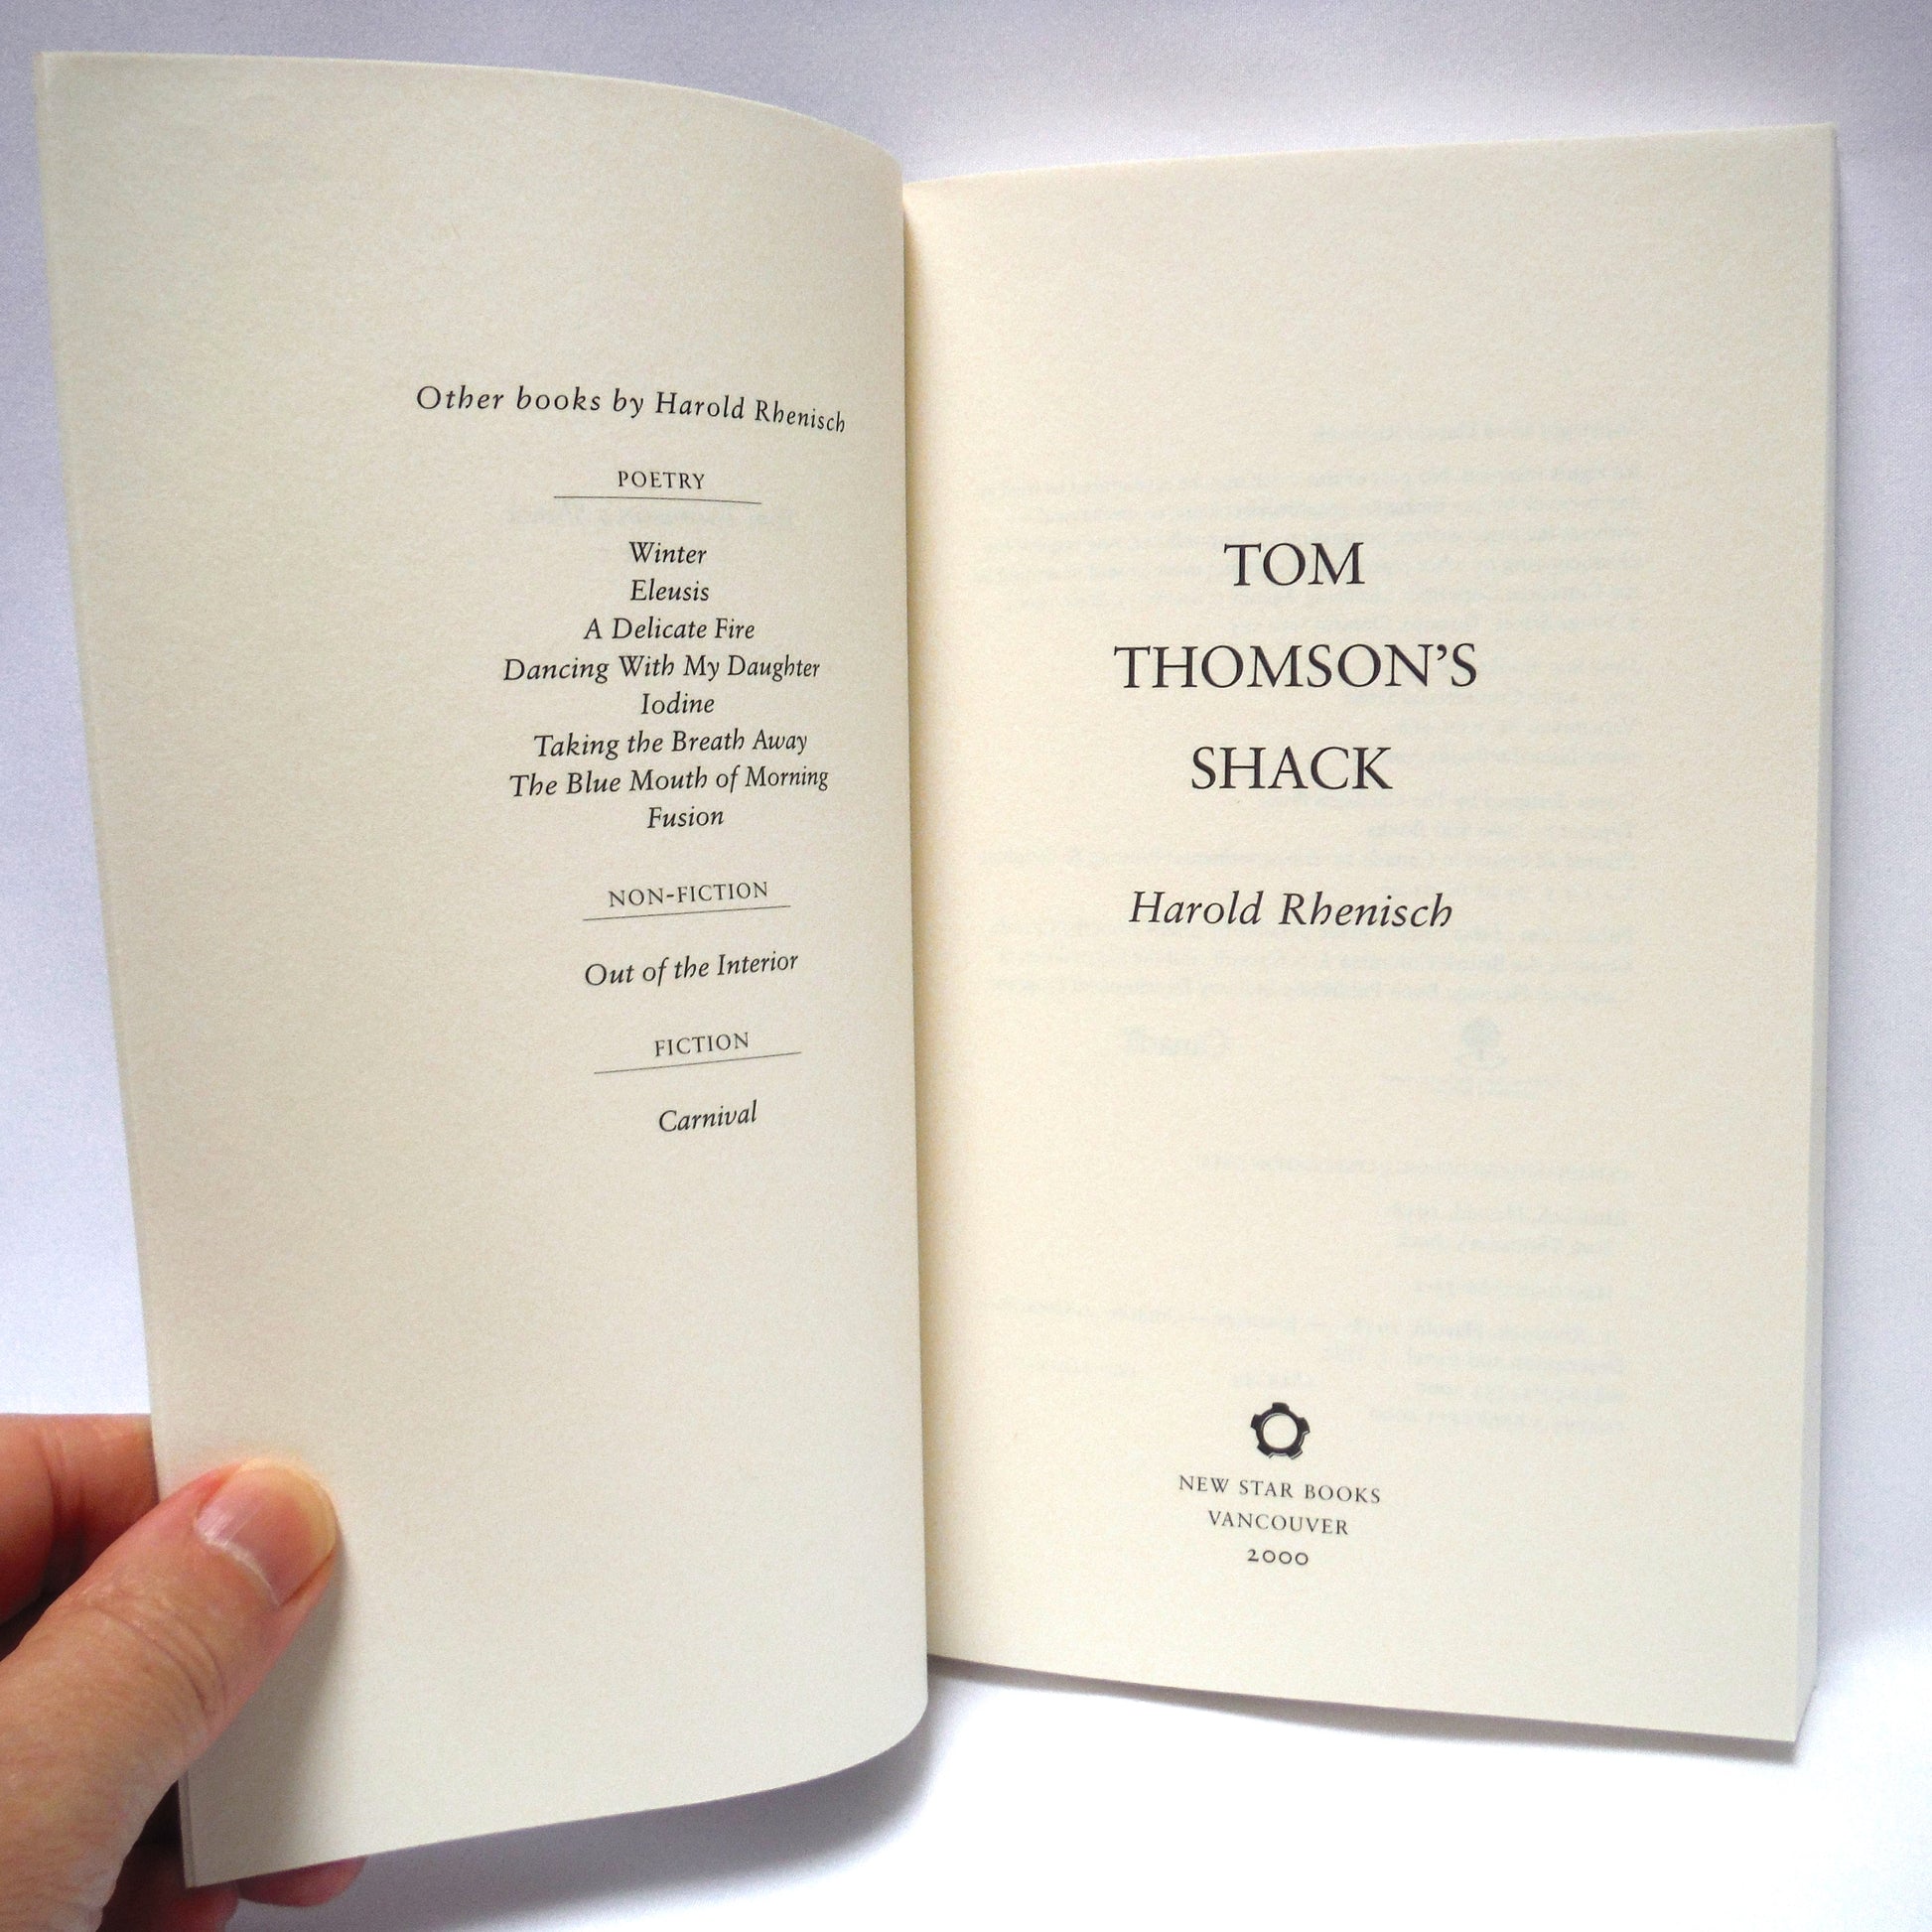 Other books by Harold Rhenisch
POETRY
Winter
Eleusis
A Delicate Fire
Dancing With My Daughter
Iodine
Taking the Breath Away
The Blue Mouth of Morning
Fusion
NON-FICTION
Out of the Interior
FICTION
Carnival
TOM
THOMSON’S
SHACK
Harold Rhenisch
NEW STAR BOOKS
VANCOUVER
2000